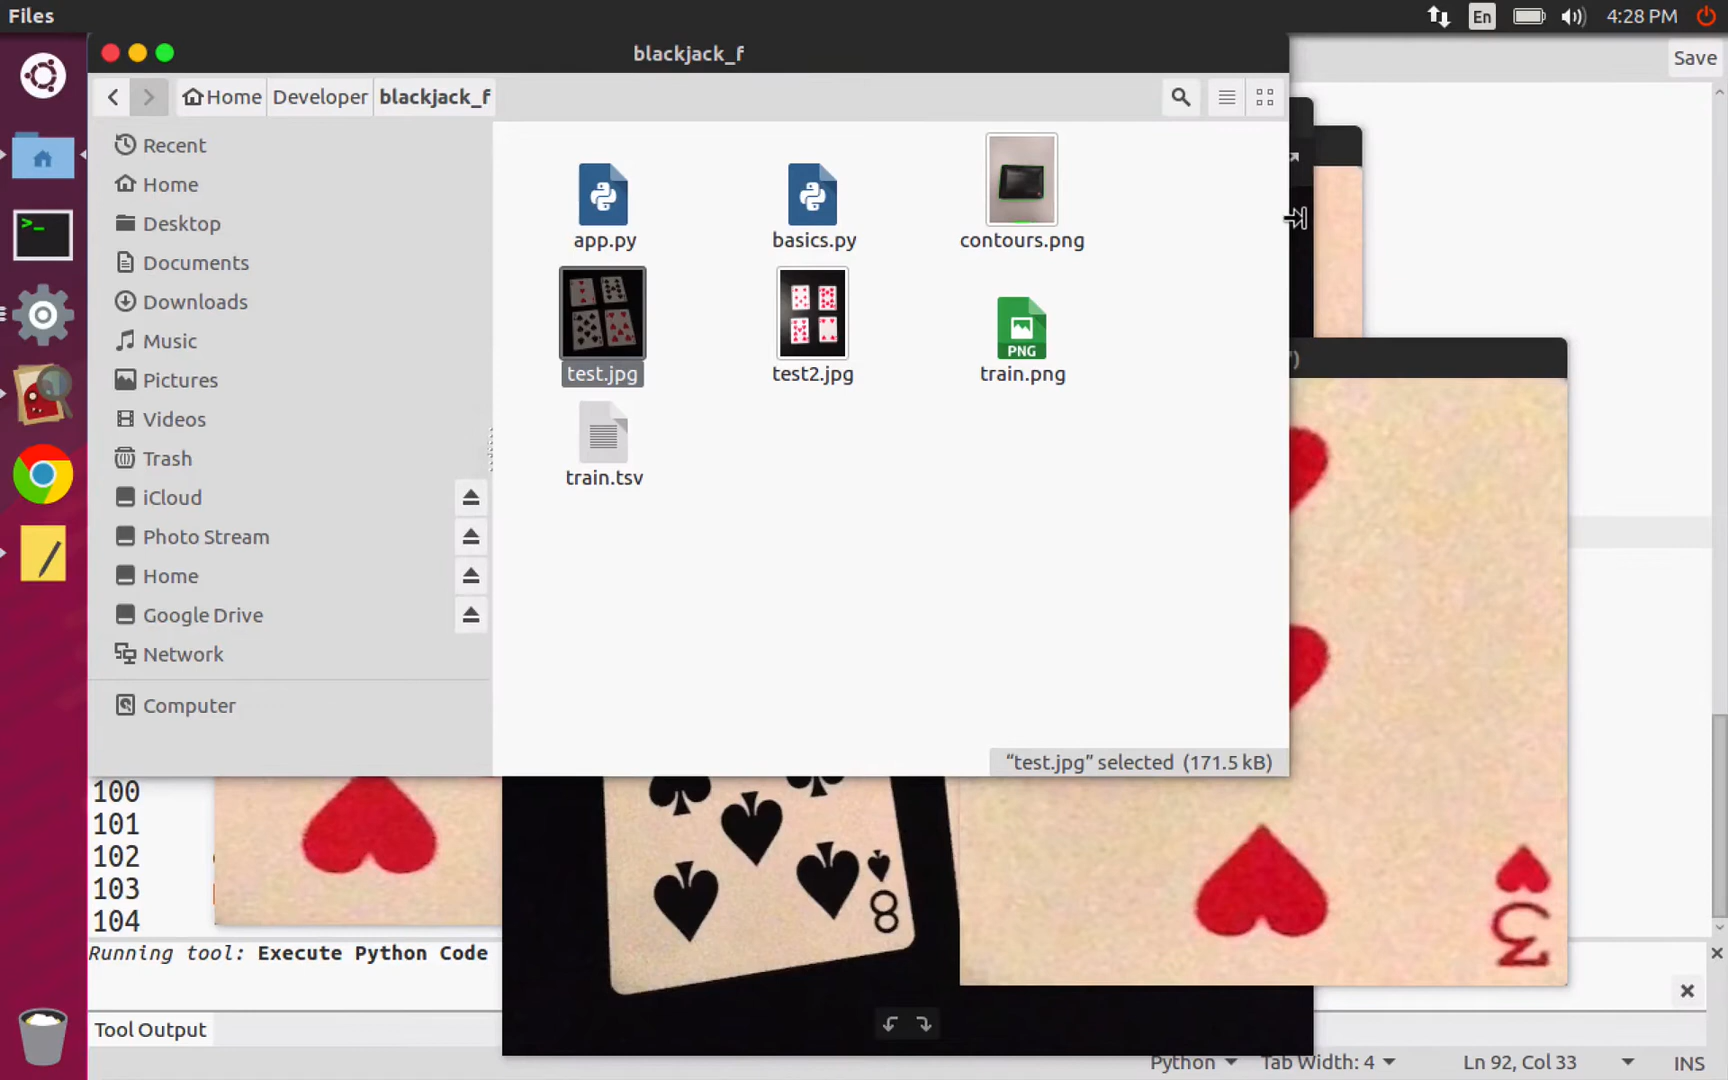 Files
En
4:28 PM
blackjack_f
Save
Home
Developer
blackjack_f
Recent
Home
Desktop
Documents
Downloads
Music
Pictures
Videos
Trash
iCloud
Photo Stream
Home
Google Drive
Network
Computer
app.py
basics.py
contours.png
test.jpg
test2.jpg
PNG
train.png
train.tsv
"test.jpg" selected (171.5 kB)
>_
100
101
102
103
104
8
3
Running tool: Execute Python Code
Tool Output
Python
Tab Width: 4
Ln 92, Col 33
INS